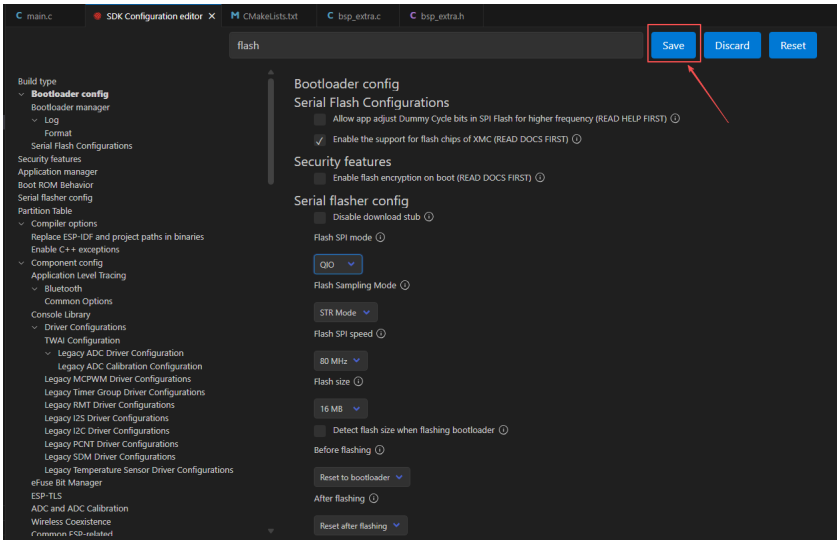 C main.c
SDK Configuration editor
M CMakeLists.txt
C bsp_extra.c
C bsp_extra.h
flash
Save
Discard
Reset
Build type
Bootloader config
Bootloader manager
Log
Format
Serial Flash Configurations
Security features
Application manager
Boot ROM Behavior
Serial flasher config
Partition Table
Compiler options
Replace ESP-IDF and project paths in binaries
Enable C++ exceptions
Component config
Application Level Tracing
Bluetooth
Common Options
Console Library
Driver Configurations
TWAI Configuration
Legacy ADC Driver Configuration
Legacy ADC Calibration Configuration
Legacy MCPWM Driver Configurations
Legacy Timer Group Driver Configurations
Legacy RMT Driver Configurations
Legacy I2S Driver Configurations
Legacy I2C Driver Configurations
Legacy PCNT Driver Configurations
Legacy SDM Driver Configurations
Legacy Temperature Sensor Driver Configurations
eFuse Bit Manager
ESP-TLS
ADC and ADC Calibration
Wireless Coexistence
Common ESP-related
Bootloader config
Serial Flash Configurations
Allow app adjust Dummy Cycle bits in SPI Flash for higher frequency (READ HELP FIRST)
Enable the support for flash chips of XMC (READ DOCS FIRST)
Security features
Enable flash encryption on boot (READ DOCS FIRST)
Serial flasher config
Disable download stub
Flash SPI mode
QIO
Flash Sampling Mode
STR Mode
Flash SPI speed
80 MHz
Flash size
16 MB
Detect flash size when flashing bootloader
Before flashing
Reset to bootloader
After flashing
Reset after flashing